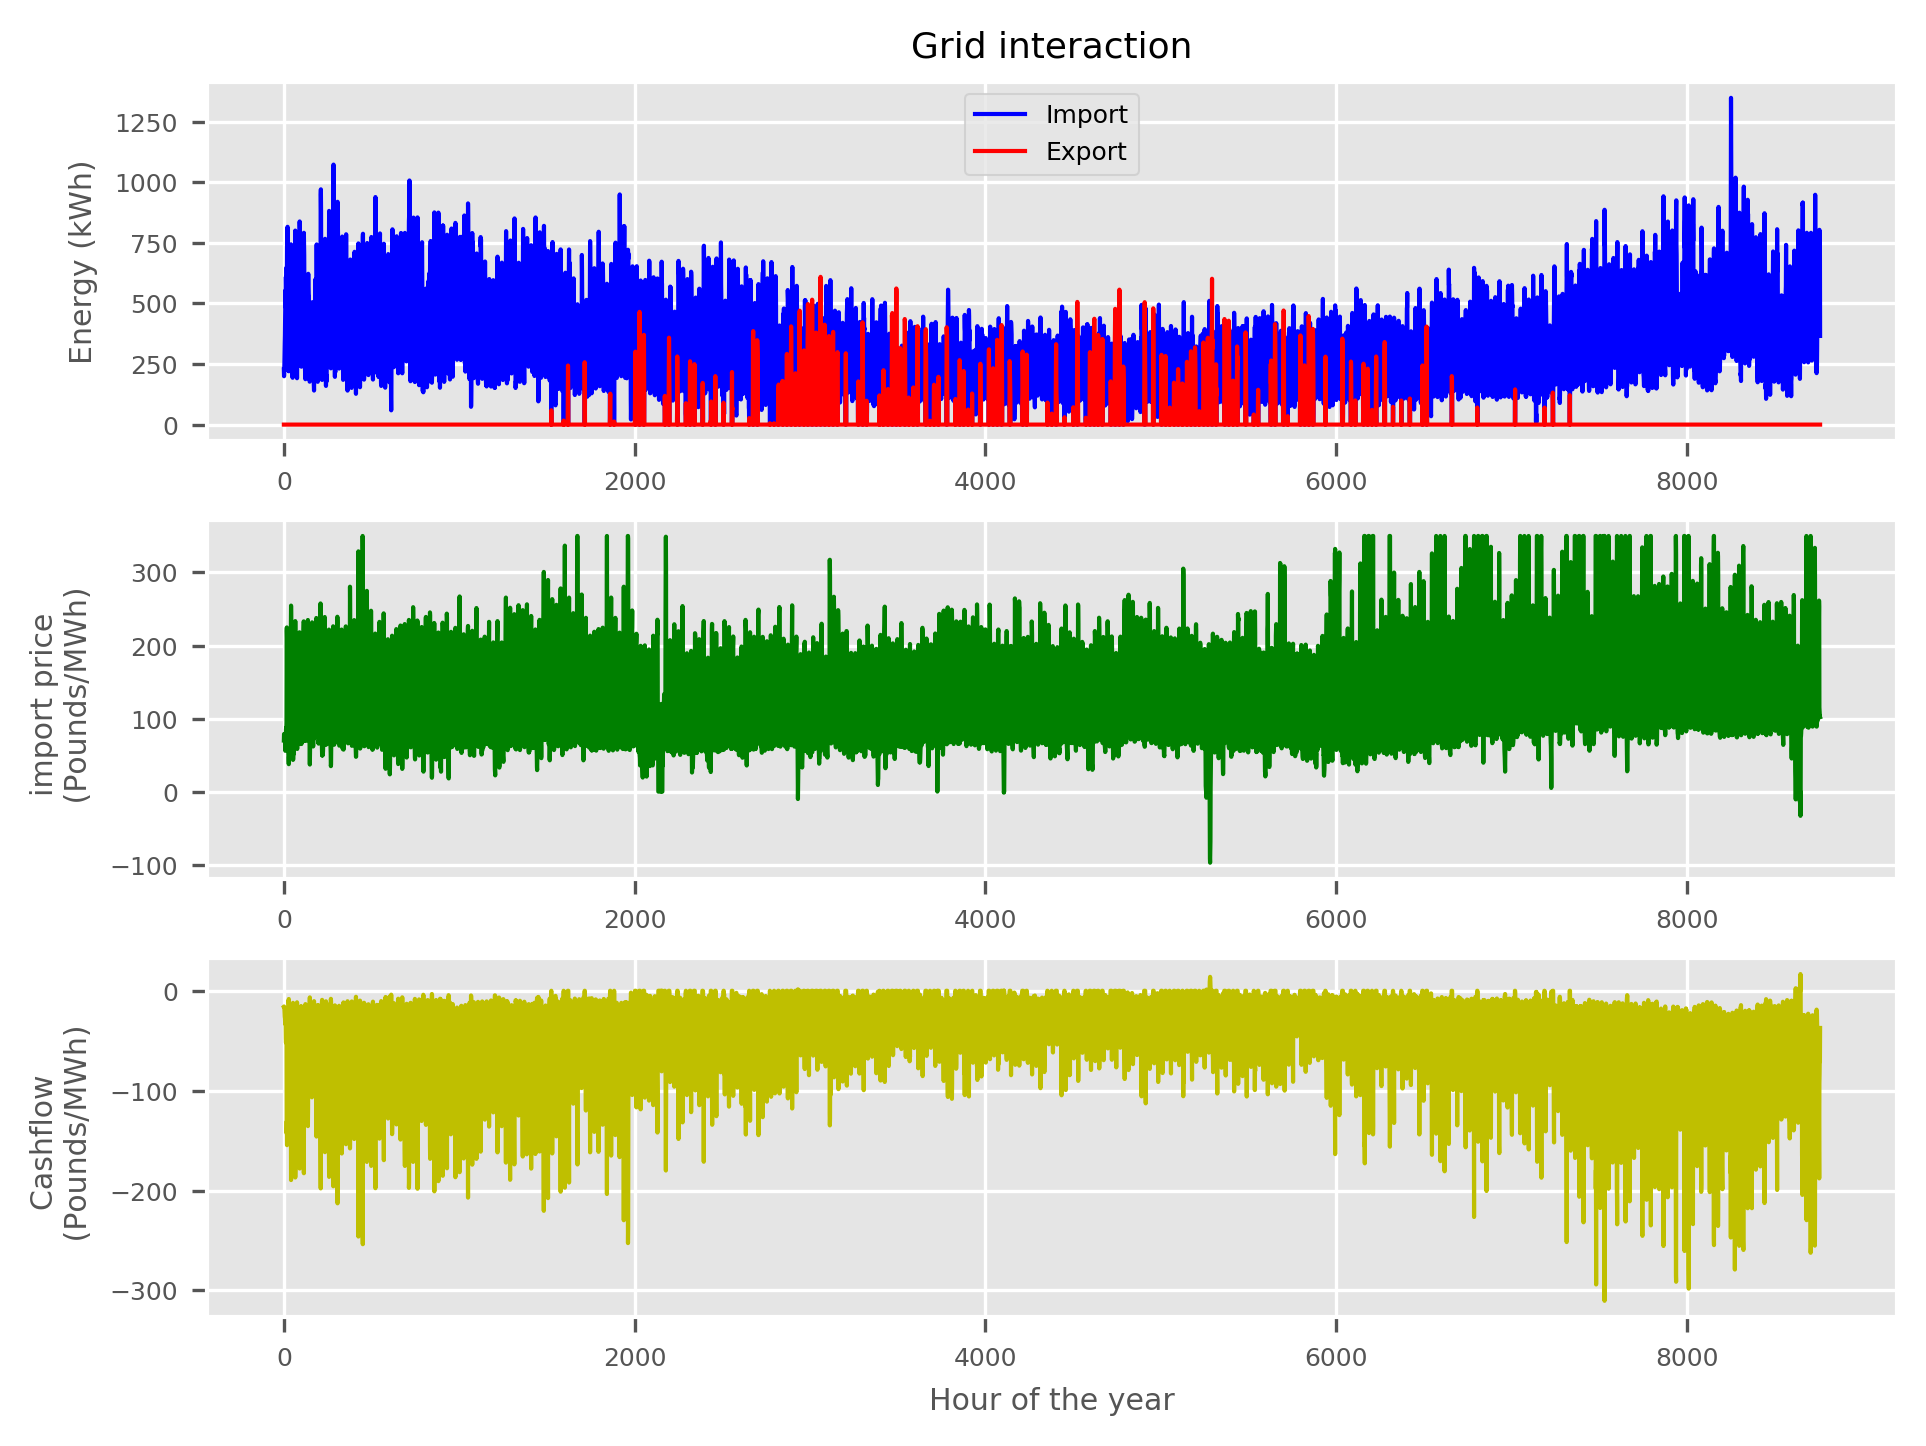 Grid interaction
Import
Export
Energy (kWh)
1250
1000
750
500
250
0
0 2000 4000 6000 8000
import price
(Pounds/MWh)
300
200
100
0
−100
0 2000 4000 6000 8000
Cashflow
(Pounds/MWh)
0
−100
−200
−300
0 2000 4000 6000 8000
Hour of the year